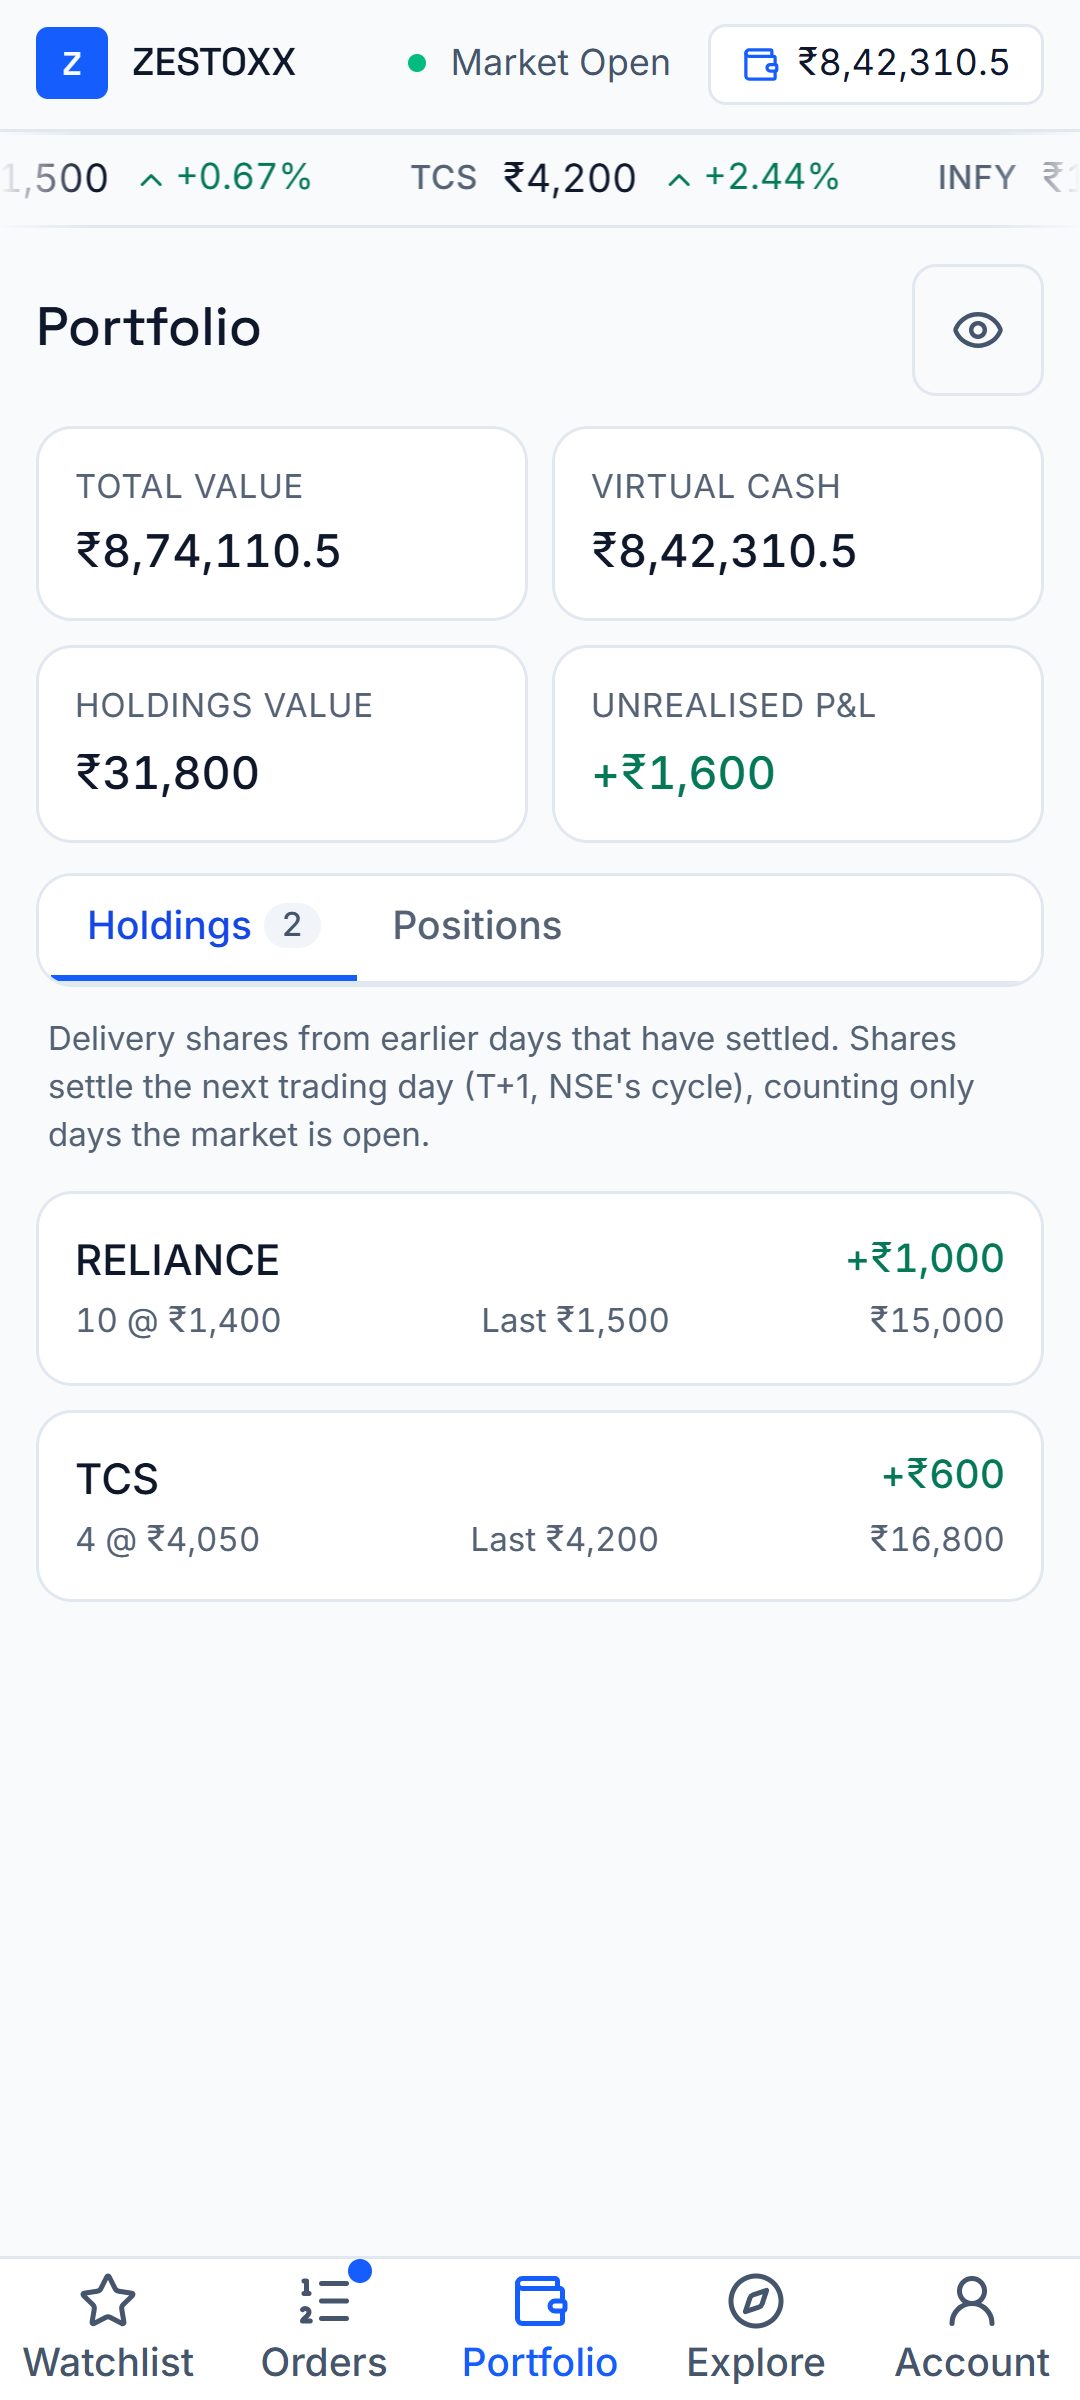 Z ZESTOXX Market Open ₹8,42,310.5
1,500 +0.67% TCS ₹4,200 +2.44% INFY
Portfolio
TOTAL VALUE VIRTUAL CASH
₹8,74,110.5 ₹8,42,310.5
HOLDINGS VALUE UNREALISED P&L
₹31,800 +₹1,600
Holdings 2 Positions
Delivery shares from earlier days that have settled. Shares
settle the next trading day (T+1, NSE's cycle), counting only
days the market is open.
RELIANCE +₹1,000
10 @ ₹1,400 Last ₹1,500 ₹15,000
TCS +₹600
4 @ ₹4,050 Last ₹4,200 ₹16,800
Watchlist Orders Portfolio Explore Account